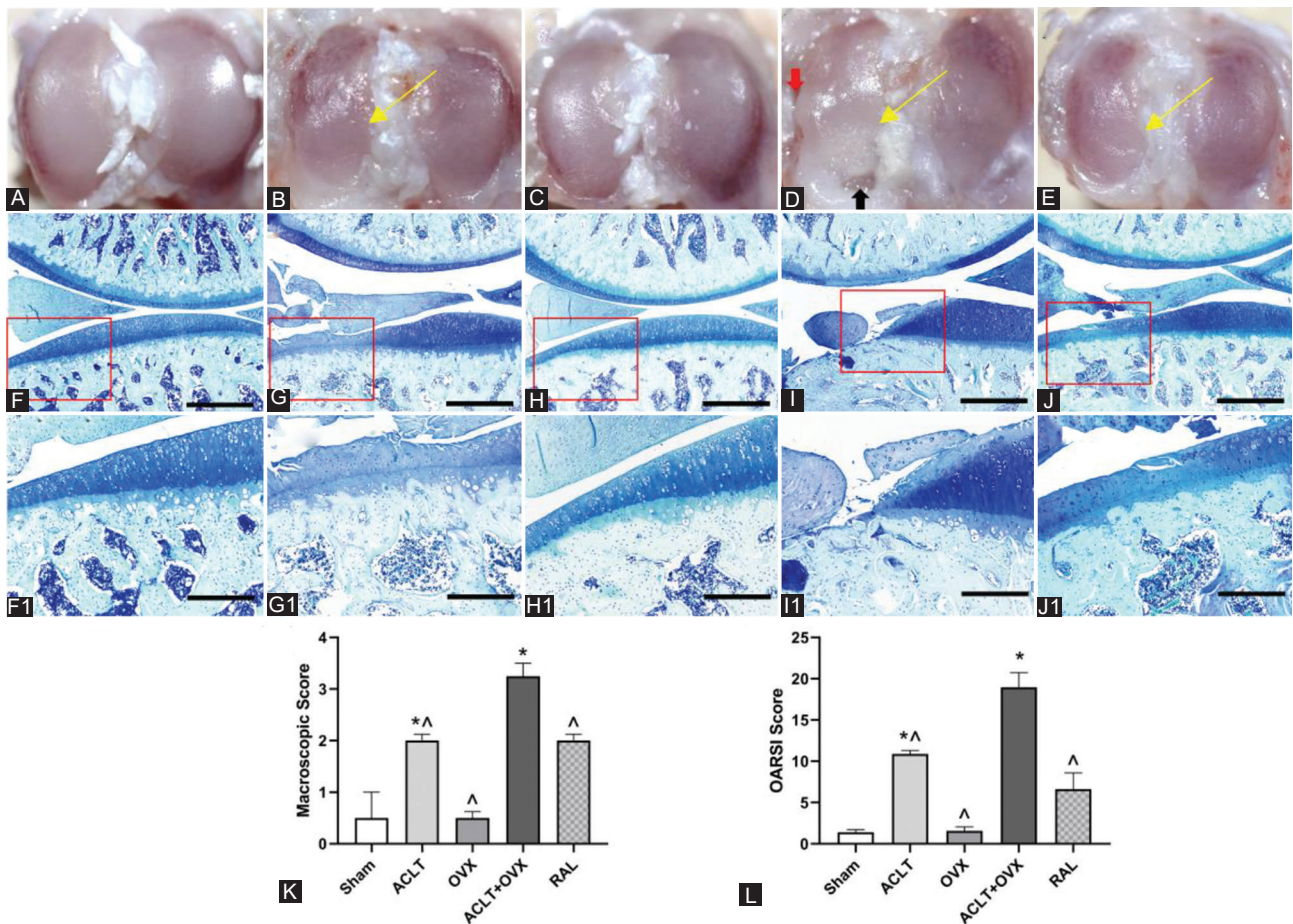 A B C D E
F G H I J
F1 G1 H1 I1 J1
4
3
2
1
0
Macroscopic Score
*^
^
*
^
Sham ACLT OVX ACLT+OVX RAL
K
25
20
15
10
5
0
OARSI Score
*^
^
*
^
Sham ACLT OVX ACLT+OVX RAL
L